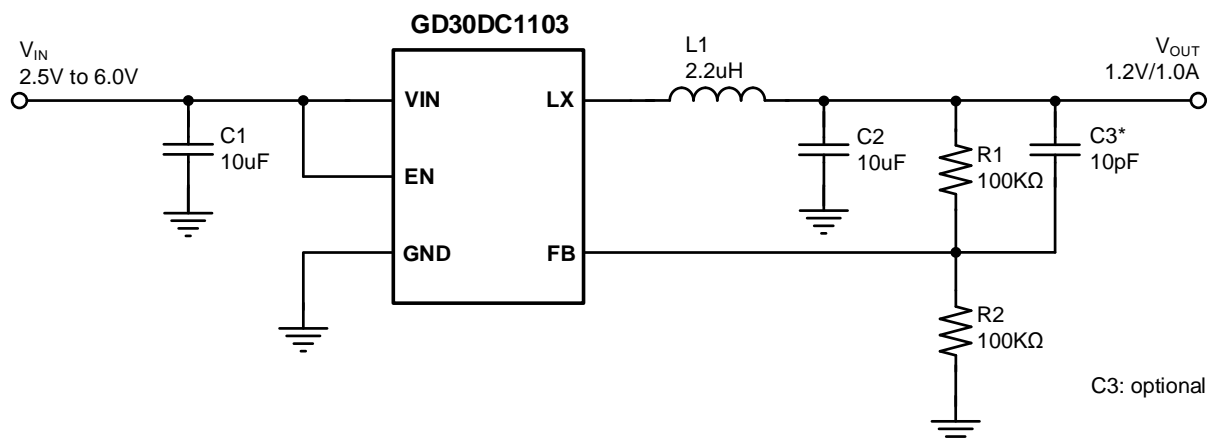 GD30DC1103
VIN
2.5V to 6.0V
L1
2.2uH
VOUT
1.2V/1.0A
VIN
LX
C1
10uF
C2
10uF
R1
100KΩ
C3*
10pF
EN
GND
FB
R2
100KΩ
C3: optional